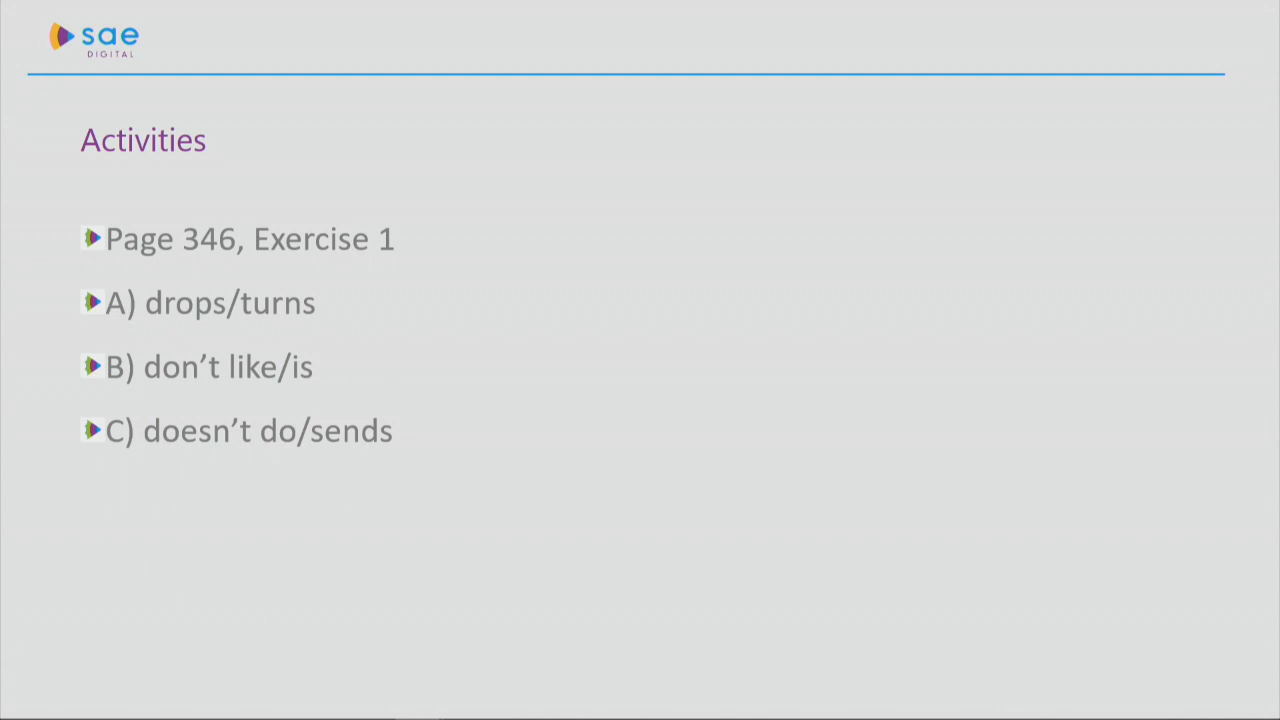 sae
DIGITAL
Activities
Page 346, Exercise 1
A) drops/turns
B) don’t like/is
C) doesn’t do/sends